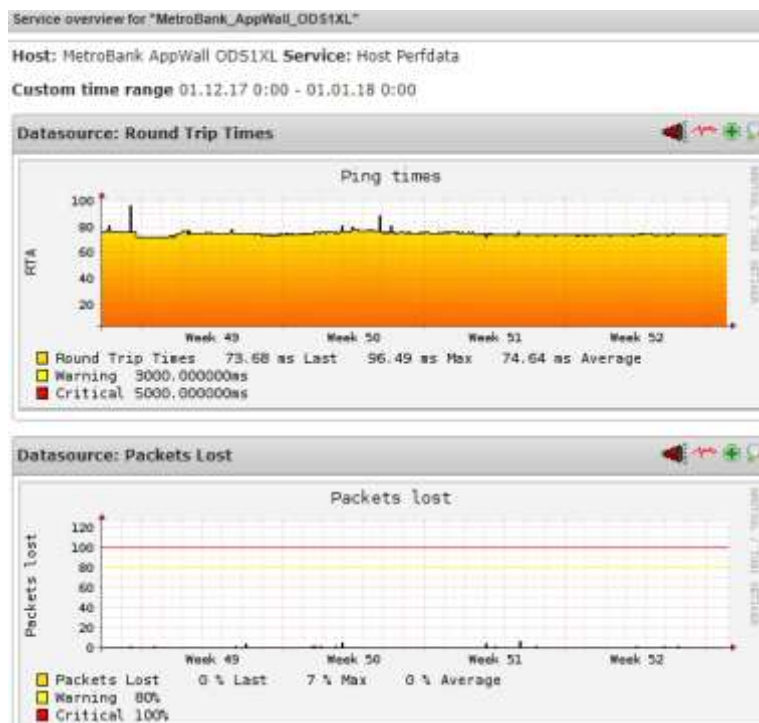 Service overview for "MetroBank_AppWall_ODS1XL"
Host: MetroBank AppWall ODS1XL Service: Host Perfdata
Custom time range 01.12.17 0:00 - 01.01.18 0:00
Datasource: Round Trip Times
Ping times
100
80
60
40
20
RTA
Week 49 Week 50 Week 51 Week 52
Round Trip Times 73.68 ms Last 96.49 ms Max 74.64 ms Average
Warning 3000.000000ms
Critical 5000.000000ms
Datasource: Packets Lost
Packets lost
120
100
80
60
40
20
0
Packets lost
Week 49 Week 50 Week 51 Week 52
Packets Lost 0 % Last 7 % Max 0 % Average
Warning 80%
Critical 100%